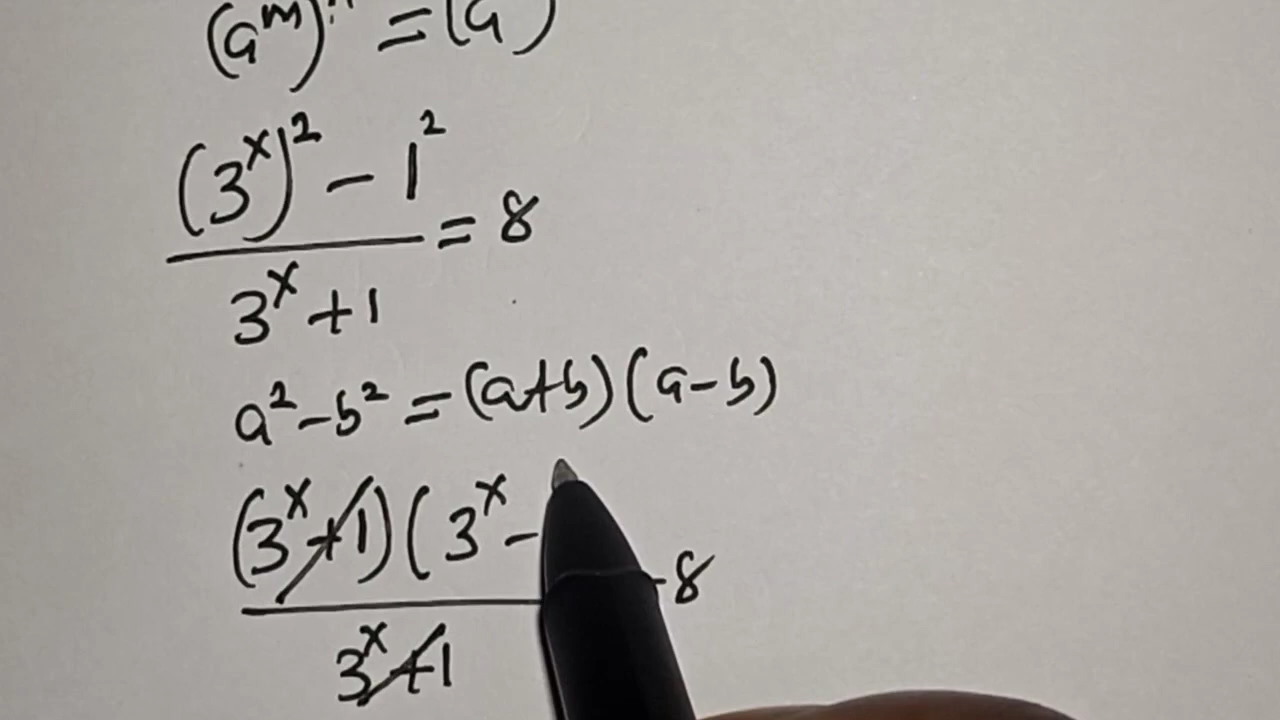 (a^m) = (a )
(3^x)^2 - 1^2
= 8
3^x + 1
a^2 - b^2 = (a+b)(a-b)
(3^x + 1)(3^x -
8
3^x + 1